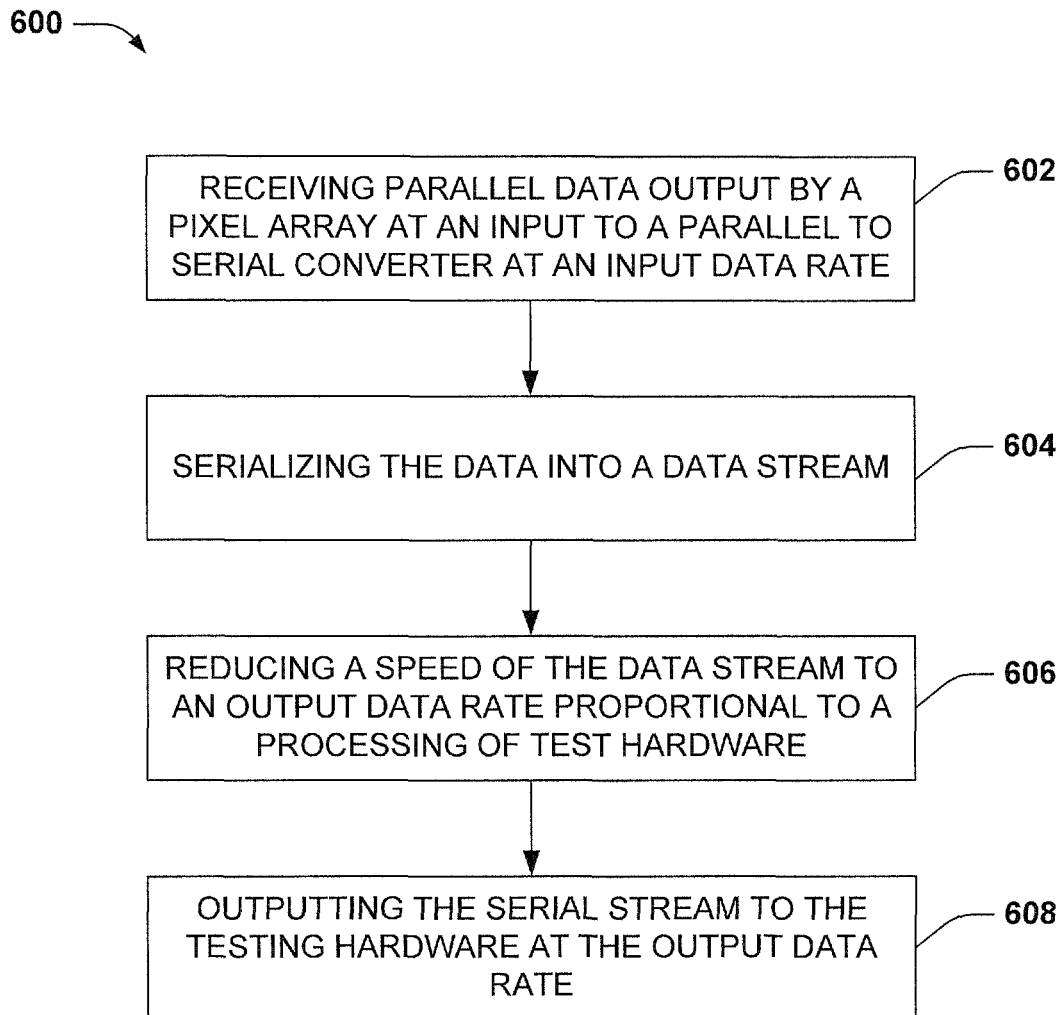 600
RECEIVING PARALLEL DATA OUTPUT BY A
PIXEL ARRAY AT AN INPUT TO A PARALLEL TO
SERIAL CONVERTER AT AN INPUT DATA RATE
602
SERIALIZING THE DATA INTO A DATA STREAM
604
REDUCING A SPEED OF THE DATA STREAM TO
AN OUTPUT DATA RATE PROPORTIONAL TO A
PROCESSING OF TEST HARDWARE
606
OUTPUTTING THE SERIAL STREAM TO THE
TESTING HARDWARE AT THE OUTPUT DATA
RATE
608